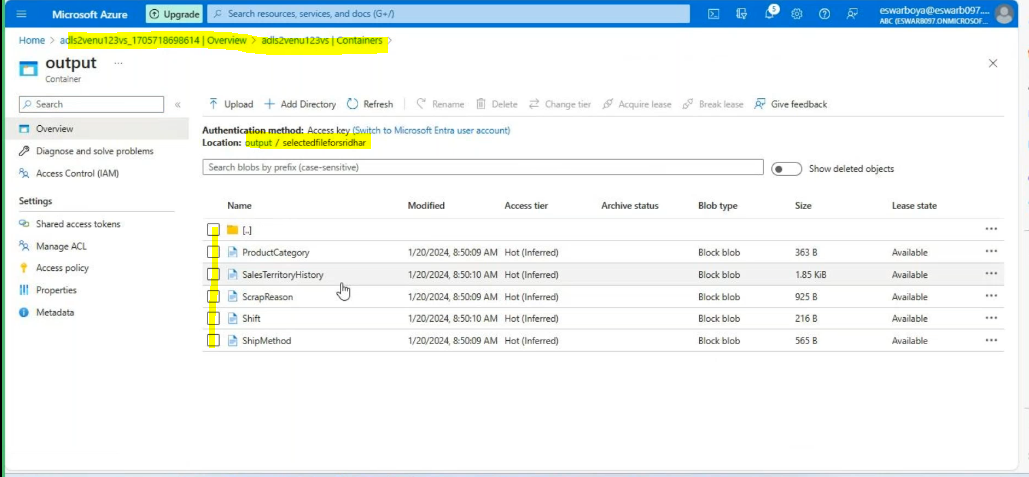 Microsoft Azure Upgrade Search resources, services, and docs (G+/) 5 eswarboya@eswarb097....
ABC (ESWARB097.ONMICROSOF...
Home > adls2venu123vs_1705718698614 | Overview > adls2venu123vs | Containers >
output ...
Container
Search «
Upload Add Directory Refresh Rename Delete Change tier Acquire lease Break lease Give feedback
Overview
Diagnose and solve problems
Access Control (IAM)
Settings
Shared access tokens
Manage ACL
Access policy
Properties
Metadata
Authentication method: Access key (Switch to Microsoft Entra user account)
Location: output / selectedfileforsridhar
Search blobs by prefix (case-sensitive) Show deleted objects
Name Modified Access tier Archive status Blob type Size Lease state
[..] ...
ProductCategory 1/20/2024, 8:50:09 AM Hot (Inferred) Block blob 363 B Available ...
SalesTerritoryHistory 1/20/2024, 8:50:10 AM Hot (Inferred) Block blob 1.85 KiB Available ...
ScrapReason 1/20/2024, 8:50:09 AM Hot (Inferred) Block blob 925 B Available ...
Shift 1/20/2024, 8:50:10 AM Hot (Inferred) Block blob 216 B Available ...
ShipMethod 1/20/2024, 8:50:09 AM Hot (Inferred) Block blob 565 B Available ...